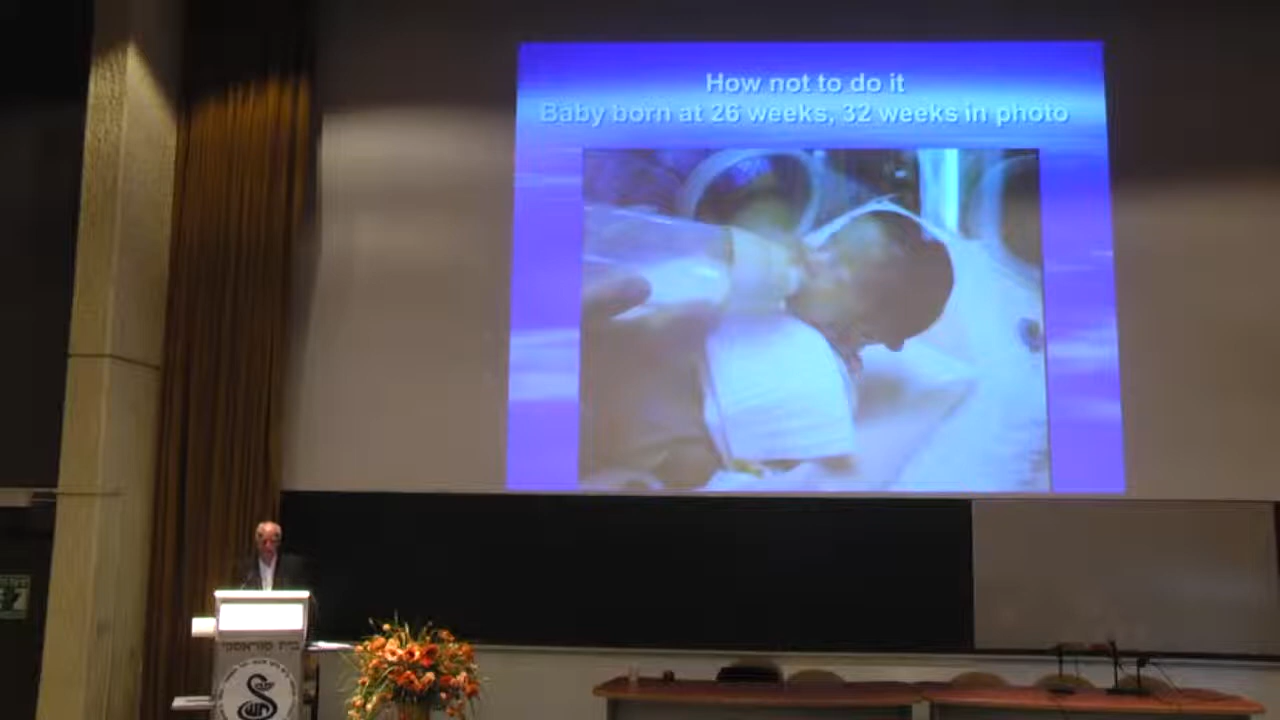 How not to do it
Baby born at 26 weeks, 32 weeks in photo